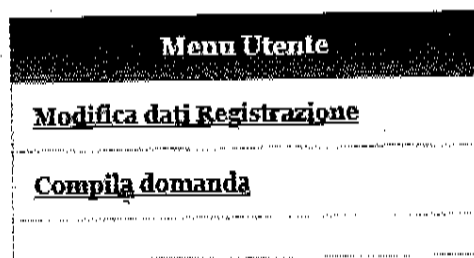 Menu Utente
Modifica dati Registrazione
Compila domanda